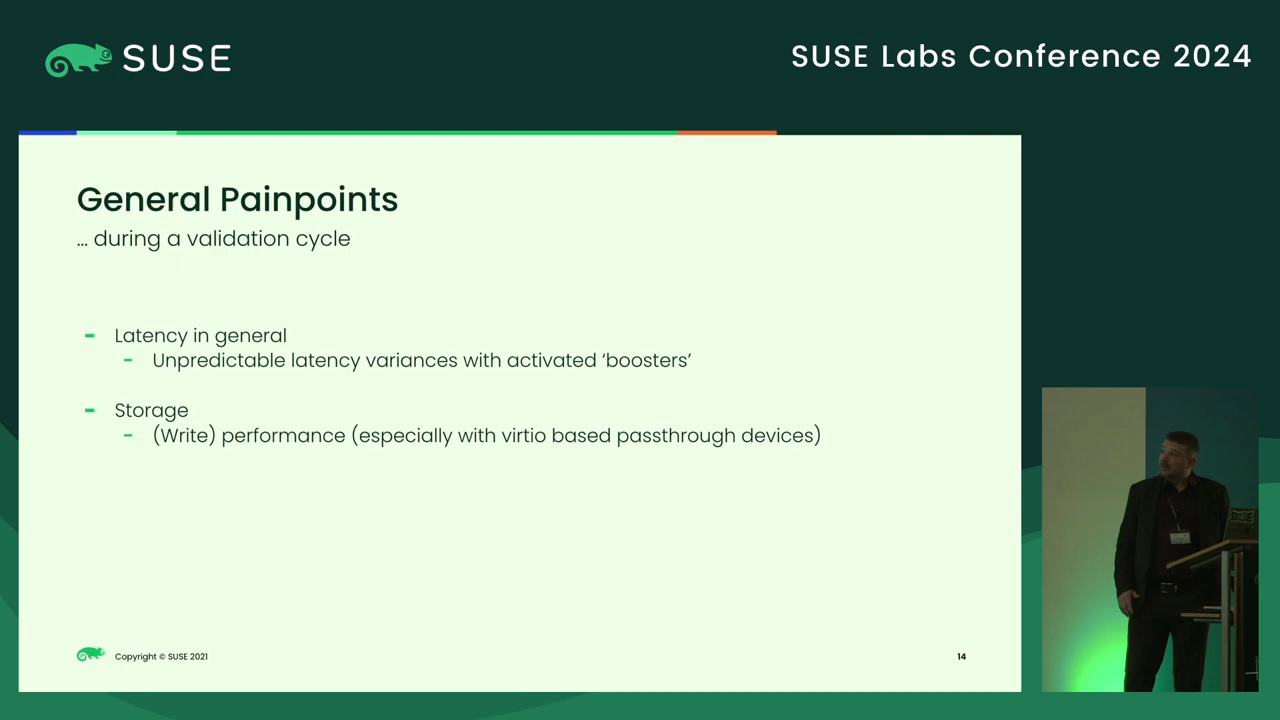 SUSE
SUSE Labs Conference 2024
General Painpoints
... during a validation cycle
- Latency in general
- Unpredictable latency variances with activated ‘boosters’
- Storage
- (Write) performance (especially with virtio based passthrough devices)
Copyright © SUSE 2021
14